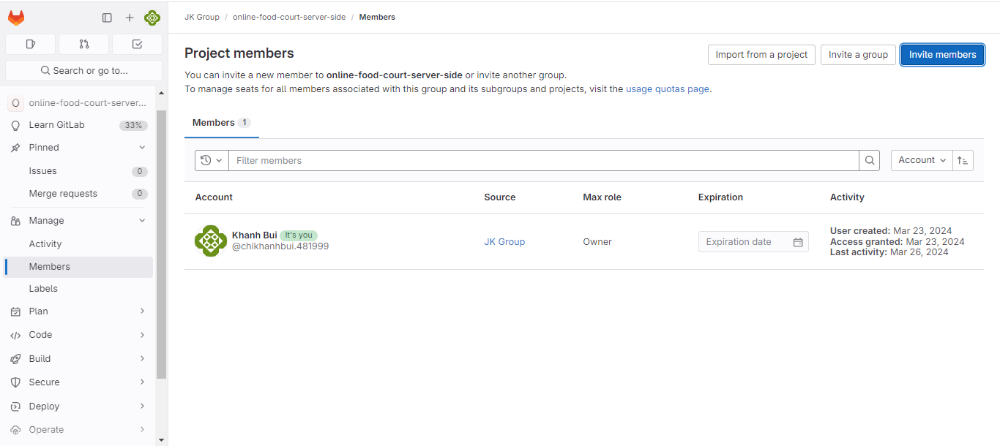 JK Group / online-food-court-server-side / Members
Search or go to...
O online-food-court-server...
Learn GitLab 33%
Pinned
Issues 0
Merge requests 0
Manage
Activity
Members
Labels
Plan
Code
Build
Secure
Deploy
Operate
Project members
Import from a project
Invite a group
Invite members
You can invite a new member to online-food-court-server-side or invite another group.
To manage seats for all members associated with this group and its subgroups and projects, visit the usage quotas page.
Members 1
Filter members
Account
Account Source Max role Expiration Activity
Khanh Bui It's you
@chikhanhbui.481999
JK Group
Owner
Expiration date
User created: Mar 23, 2024
Access granted: Mar 23, 2024
Last activity: Mar 26, 2024